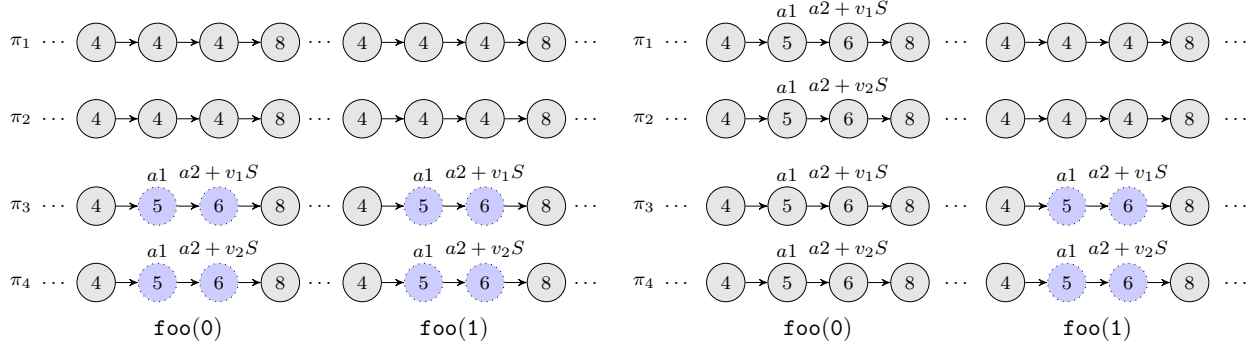 a1 a2 + v₁S
π₁ ··· 4 4 4 8 ··· 4 4 4 8 ··· π₁ ··· 4 5 6 8 ··· 4 4 4 8 ···
a1 a2 + v₂S
π₂ ··· 4 4 4 8 ··· 4 4 4 8 ··· π₂ ··· 4 5 6 8 ··· 4 4 4 8 ···
a1 a2 + v₁S a1 a2 + v₁S a1 a2 + v₁S a1 a2 + v₁S
π₃ ··· 4 5 6 8 ··· 4 5 6 8 ··· π₃ ··· 4 5 6 8 ··· 4 5 6 8 ···
a1 a2 + v₂S a1 a2 + v₂S a1 a2 + v₂S a1 a2 + v₂S
π₄ ··· 4 5 6 8 ··· 4 5 6 8 ··· π₄ ··· 4 5 6 8 ··· 4 5 6 8 ···
foo(0) foo(1) foo(0) foo(1)